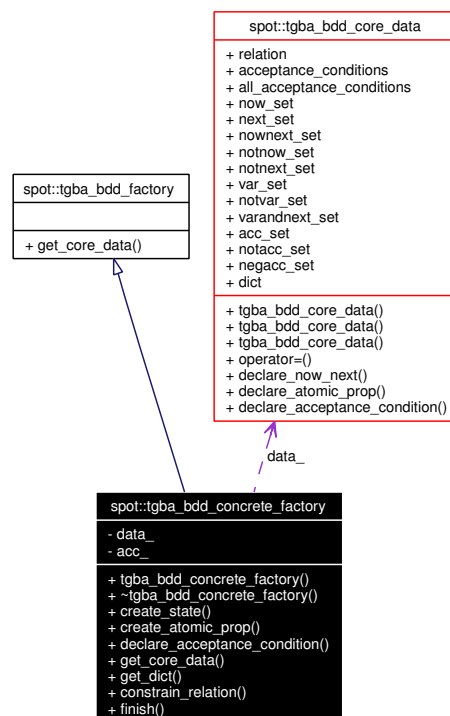 spot::tgba_bdd_core_data
+ relation
+ acceptance_conditions
+ all_acceptance_conditions
+ now_set
+ next_set
+ nownext_set
+ notnow_set
+ notnext_set
+ var_set
+ notvar_set
+ varandnext_set
+ acc_set
+ notacc_set
+ negacc_set
+ dict
+ tgba_bdd_core_data()
+ tgba_bdd_core_data()
+ tgba_bdd_core_data()
+ operator=()
+ declare_now_next()
+ declare_atomic_prop()
+ declare_acceptance_condition()
spot::tgba_bdd_factory
+ get_core_data()
data_
spot::tgba_bdd_concrete_factory
- data_
- acc_
+ tgba_bdd_concrete_factory()
+ ~tgba_bdd_concrete_factory()
+ create_state()
+ create_atomic_prop()
+ declare_acceptance_condition()
+ get_core_data()
+ get_dict()
+ constrain_relation()
+ finish()